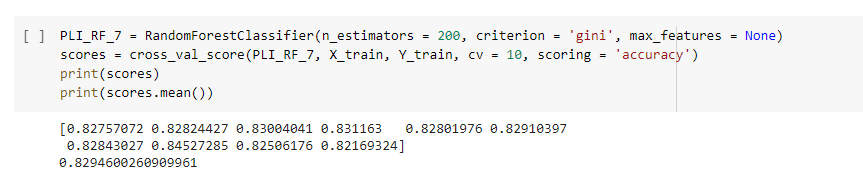 [ ] PLI_RF_7 = RandomForestClassifier(n_estimators = 200, criterion = 'gini', max_features = None)
scores = cross_val_score(PLI_RF_7, X_train, Y_train, cv = 10, scoring = 'accuracy')
print(scores)
print(scores.mean())
[0.82757072 0.82824427 0.83004041 0.831163   0.82801976 0.82910397
 0.82843027 0.84527285 0.82506176 0.82169324]
0.8294600260909961